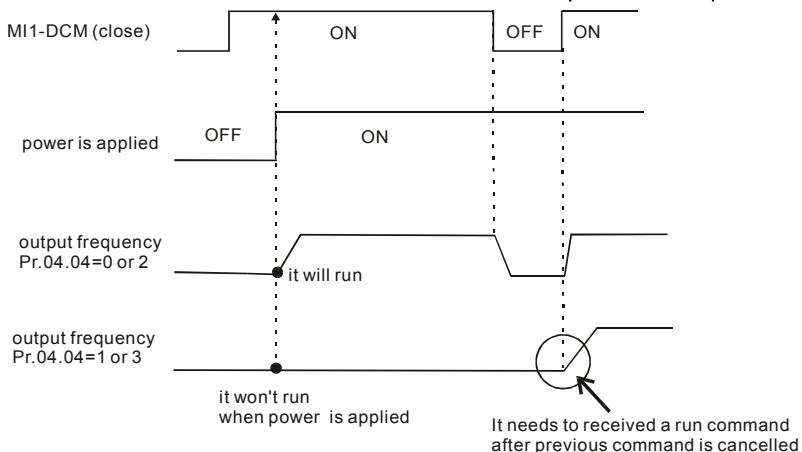 MI1-DCM (close)
ON
OFF
ON
power is applied
OFF
ON
output frequency
Pr.04.04=0 or 2
it will run
output frequency
Pr.04.04=1 or 3
it won't run
when power is applied
It needs to received a run command
after previous command is cancelled